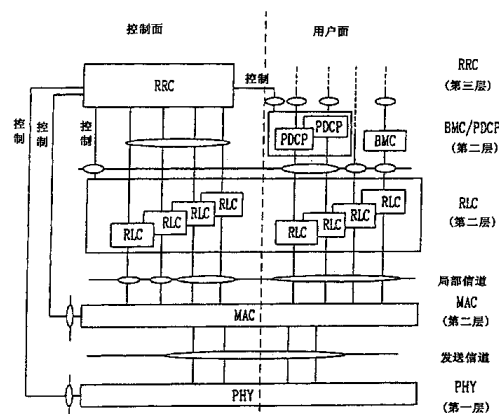 控制面
用户面
RRC
控制
RRC
(第三层)
控制
控制
控制
PDCP
PDCP
BMC
BMC/PDCP
(第二层)
RLC
RLC
RLC
RLC
RLC
RLC
RLC
RLC
RLC
(第二层)
局部信道
MAC
MAC
(第二层)
发送信道
PHY
PHY
(第一层)